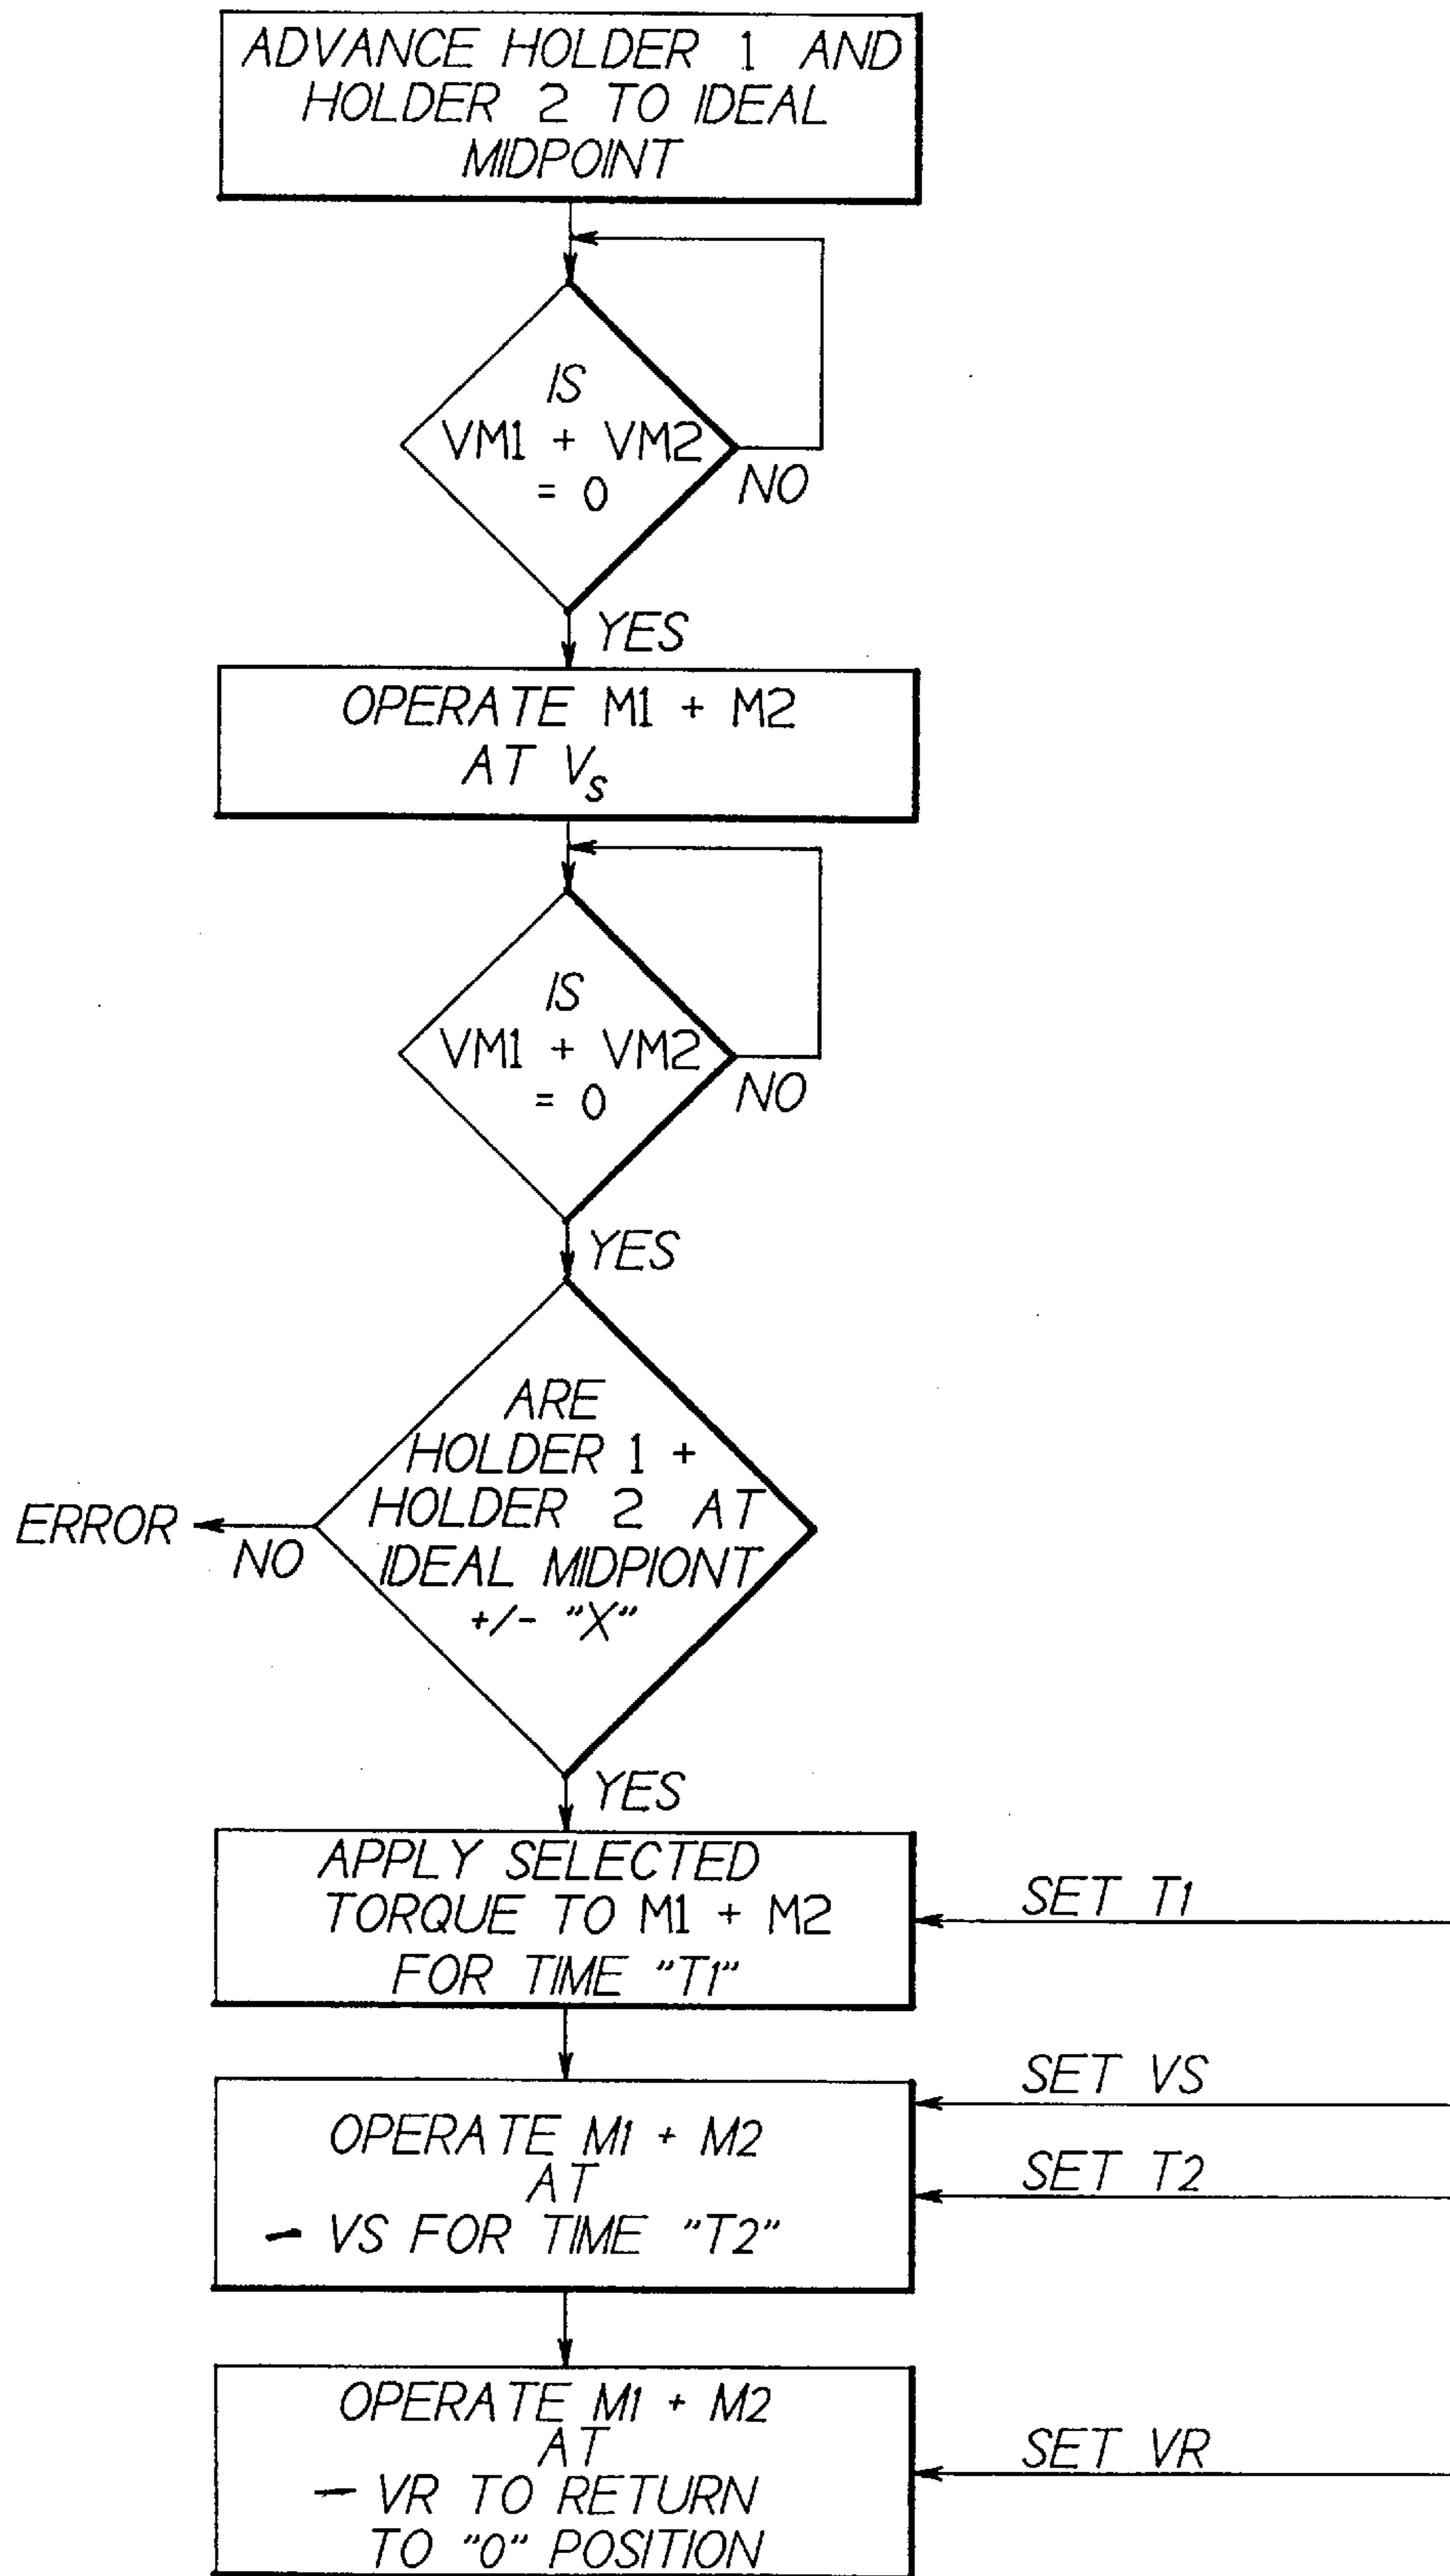 ADVANCE HOLDER 1 AND
HOLDER 2 TO IDEAL
MIDPOINT
IS
VM1 + VM2
= 0
NO
YES
OPERATE M1 + M2
AT Vs
IS
VM1 + VM2
= 0
NO
YES
ARE
HOLDER 1 +
HOLDER 2 AT
IDEAL MIDPIONT
+/- "X"
ERROR
NO
YES
APPLY SELECTED
TORQUE TO M1 + M2
FOR TIME "T1"
SET T1
OPERATE M1 + M2
AT
- VS FOR TIME "T2"
SET VS
SET T2
OPERATE M1 + M2
AT
- VR TO RETURN
TO "0" POSITION
SET VR